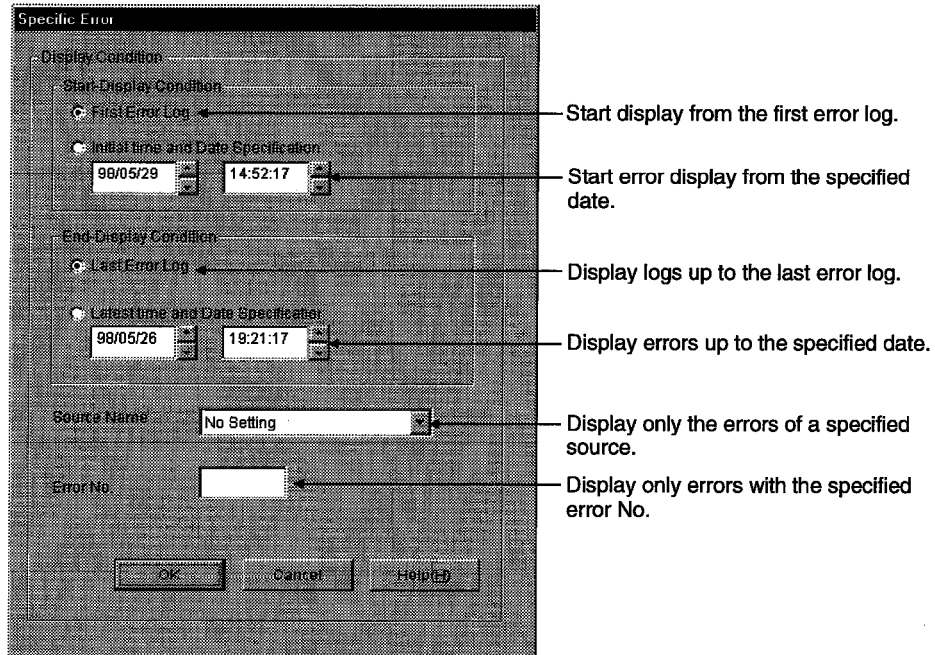 Specific Error
Display Condition
Start-Display Condition
First Error Log
Start display from the first error log.
Initial time and Date Specification
98/05/29 14:52:17
Start error display from the specified
date.
End-Display Condition
Last Error Log
Display logs up to the last error log.
Latest time and Date Specification
98/05/26 19:21:17
Display errors up to the specified date.
Source Name No Setting
Display only the errors of a specified
source.
Error No.
Display only errors with the specified
error No.
OK Cancel Help(H)